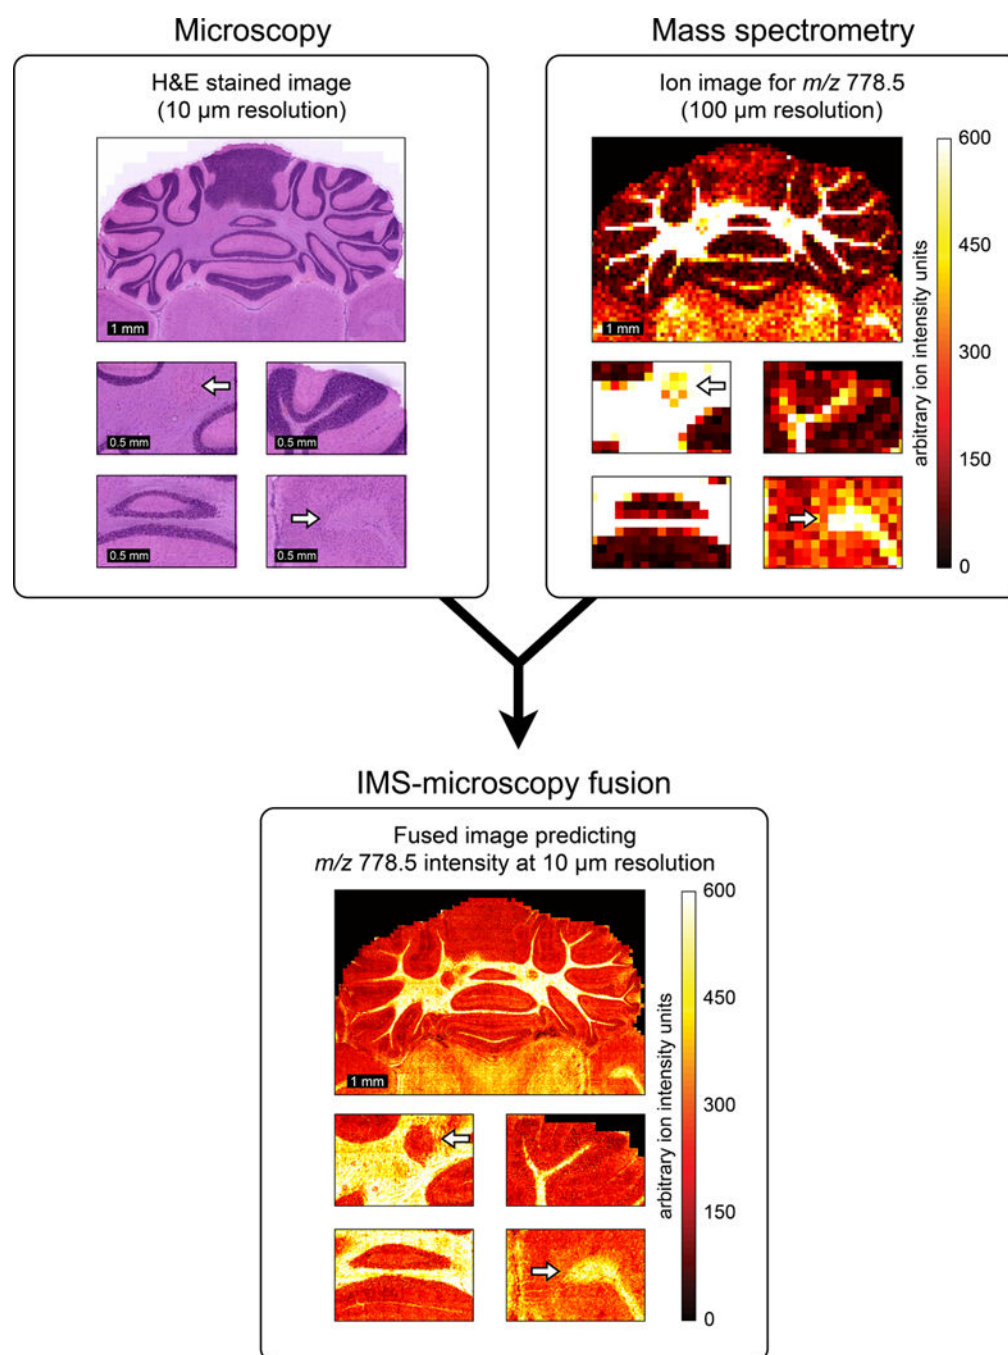 Microscopy
H&E stained image
(10 µm resolution)
1 mm
0.5 mm
0.5 mm
0.5 mm
0.5 mm
Mass spectrometry
Ion image for m/z 778.5
(100 µm resolution)
1 mm
600
450
300
150
0
arbitrary ion intensity units
IMS-microscopy fusion
Fused image predicting
m/z 778.5 intensity at 10 µm resolution
1 mm
600
450
300
150
0
arbitrary ion intensity units